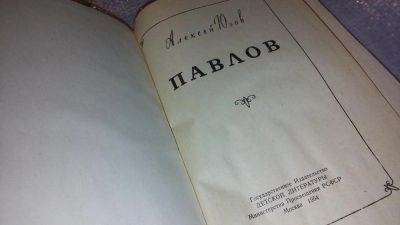 Алексей Югов
ПАВЛОВ
Государственное Издательство
ДЕТСКОЙ ЛИТЕРАТУРЫ
Министерства Просвещения РСФСР
Москва 1954